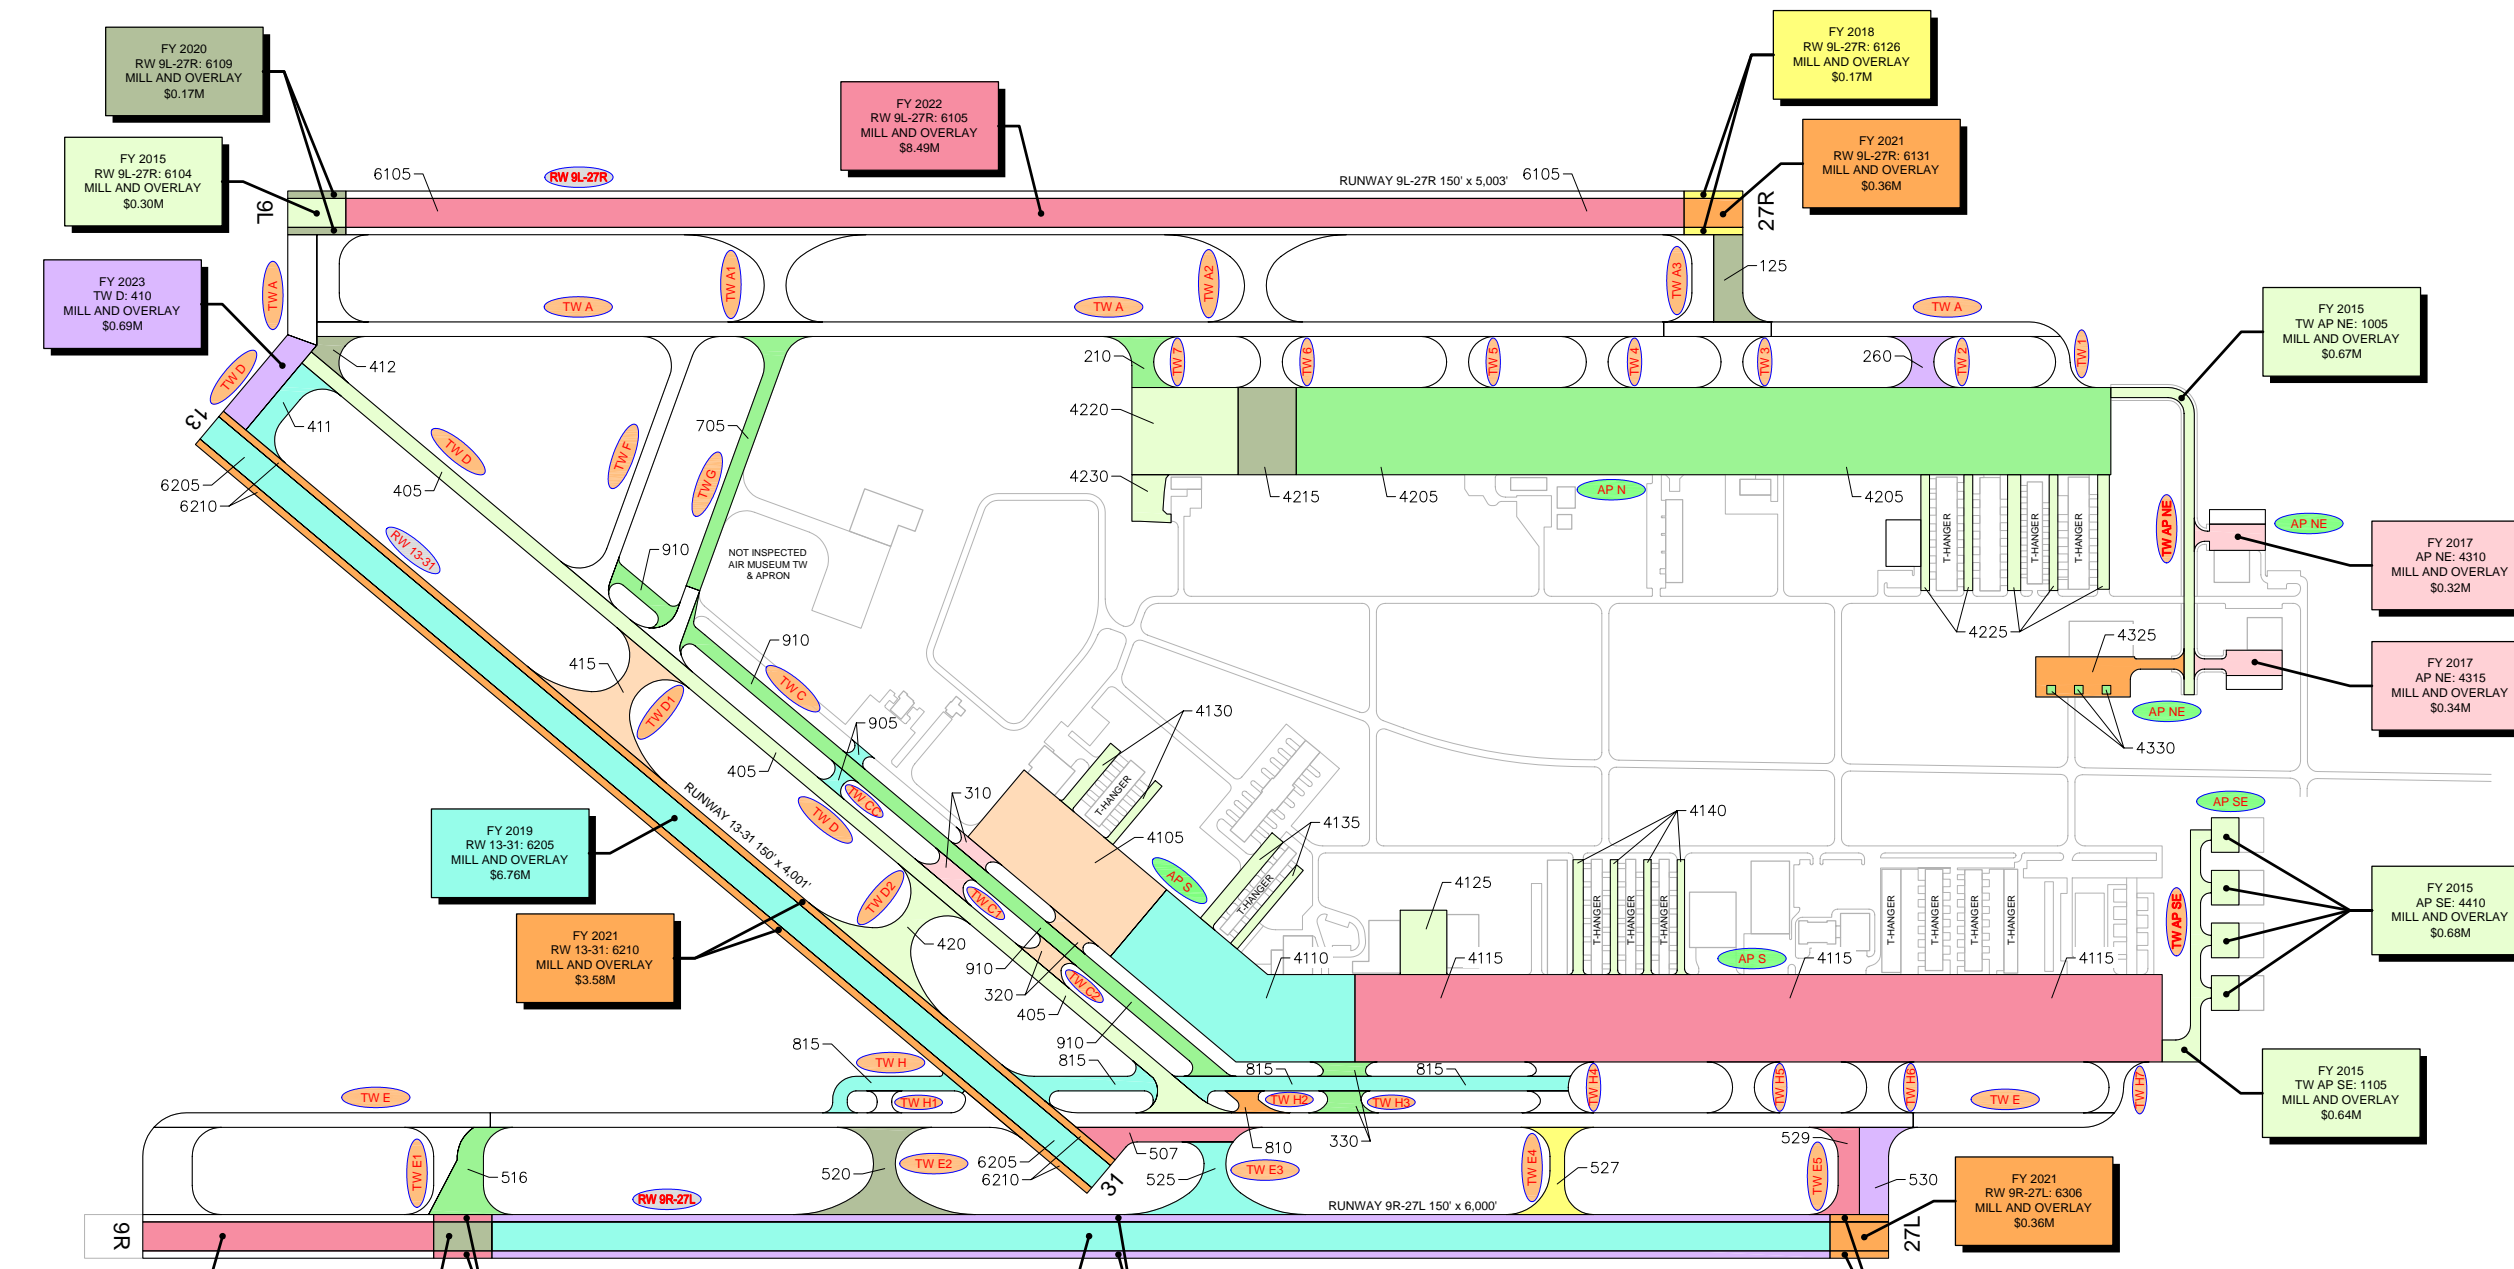 FY 2020
RW 9L-27R: 6109
MILL AND OVERLAY
$0.17M
FY 2015
RW 9L-27R: 6104
MILL AND OVERLAY
$0.30M
FY 2023
TW D: 410
MILL AND OVERLAY
$0.69M
FY 2022
RW 9L-27R: 6105
MILL AND OVERLAY
$8.49M
FY 2018
RW 9L-27R: 6126
MILL AND OVERLAY
$0.17M
FY 2021
RW 9L-27R: 6131
MILL AND OVERLAY
$0.36M
6105
RW 9L-27R
RUNWAY 9L-27R 150' x 5,003'
6105
9L
27R
TW A
TW A
TW A1
TW A
TW A2
TW A3
125
TW A
FY 2015
TW AP NE: 1005
MILL AND OVERLAY
$0.67M
412
TW D
13
411
210
TW 7
TW 6
TW 5
TW 4
TW 3
260
TW 2
TW 1
4220
705
TW D
TW F
TW G
405
6205
6210
4230
4215
4205
AP N
4205
RW 13-31
910
NOT INSPECTED
AIR MUSEUM TW
& APRON
T-HANGER
T-HANGER
T-HANGER
TW AP NE
AP NE
FY 2017
AP NE: 4310
MILL AND OVERLAY
$0.32M
4225
4325
FY 2017
AP NE: 4315
MILL AND OVERLAY
$0.34M
AP NE
4330
910
415
TW C
TW D1
905
4130
405
TW CC
T-HANGER
310
TW D
RUNWAY 13-31 150' x 4,001'
FY 2019
RW 13-31: 6205
MILL AND OVERLAY
$6.76M
4105
4135
4140
AP SE
AP S
T-HANGER
TW C1
TW D2
4125
T-HANGER
T-HANGER
T-HANGER
T-HANGER
T-HANGER
T-HANGER
TW AP SE
FY 2015
AP SE: 4410
MILL AND OVERLAY
$0.68M
FY 2021
RW 13-31: 6210
MILL AND OVERLAY
$3.58M
420
910
320
TW C2
405
910
4110
4115
AP S
4115
4115
815
TW H
815
815
815
TW E
TW H1
TW H2
TW H3
TW H4
TW H5
TW H6
TW E
TW H7
FY 2015
TW AP SE: 1105
MILL AND OVERLAY
$0.64M
330
810
507
TW E1
516
520
TW E2
6205
6210
31
525
TW E3
TW E4
527
529
TW E5
530
RW 9R-27L
RUNWAY 9R-27L 150' x 6,000'
9R
27L
FY 2021
RW 9R-27L: 6306
MILL AND OVERLAY
$0.36M